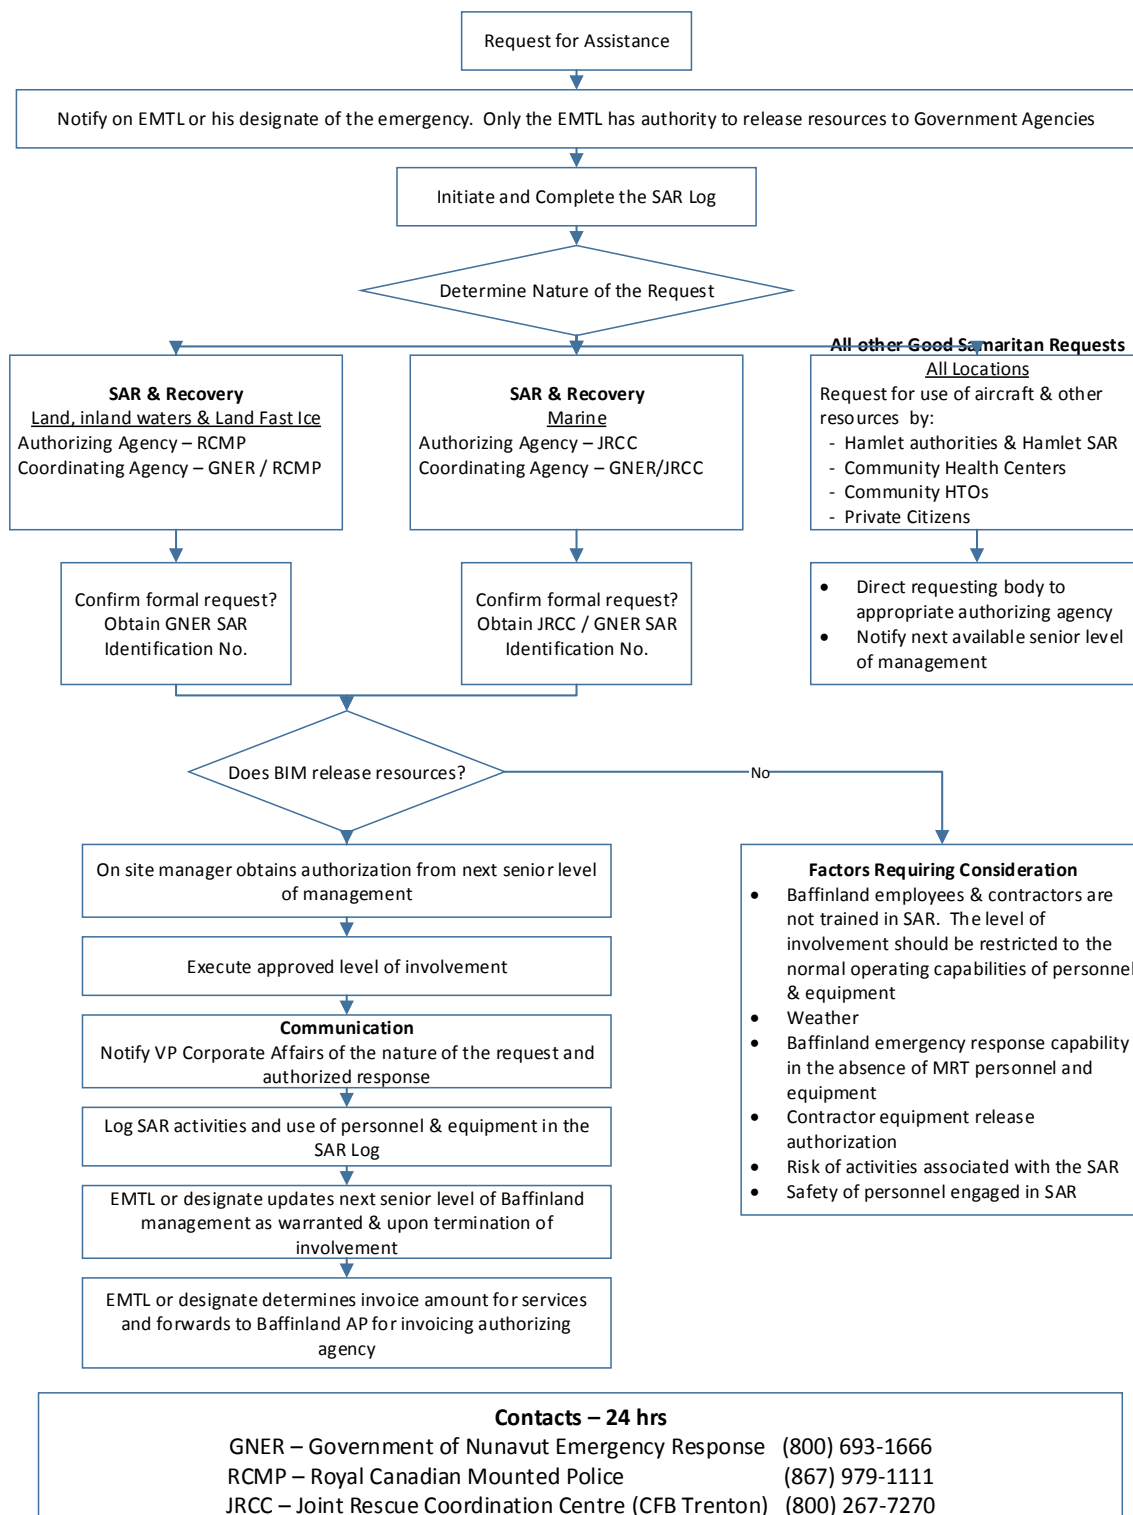 Request for Assistance
Notify on EMTL or his designate of the emergency.  Only the EMTL has authority to release resources to Government Agencies
Initiate and Complete the SAR Log
Determine Nature of the Request
SAR & Recovery
Land, inland waters & Land Fast Ice
Authorizing Agency – RCMP
Coordinating Agency – GNER / RCMP
SAR & Recovery
Marine
Authorizing Agency – JRCC
Coordinating Agency – GNER/JRCC
All other Good Samaritan Requests
All Locations
Request for use of aircraft & other
resources  by:
- Hamlet authorities & Hamlet SAR
- Community Health Centers
- Community HTOs
- Private Citizens
Confirm formal request?
Obtain GNER SAR
Identification No.
Confirm formal request?
Obtain JRCC / GNER SAR
Identification No.
• Direct requesting body to
appropriate authorizing agency
• Notify next available senior level
of management
Does BIM release resources?
No
On site manager obtains authorization from next senior level
of management
Execute approved level of involvement
Communication
Notify VP Corporate Affairs of the nature of the request and
authorized response
Log SAR activities and use of personnel & equipment in the
SAR Log
EMTL or designate updates next senior level of Baffinland
management as warranted & upon termination of
involvement
EMTL or designate determines invoice amount for services
and forwards to Baffinland AP for invoicing authorizing
agency
Factors Requiring Consideration
• Baffinland employees & contractors are
not trained in SAR.  The level of
involvement should be restricted to the
normal operating capabilities of personnel
& equipment
• Weather
• Baffinland emergency response capability
in the absence of MRT personnel and
equipment
• Contractor equipment release
authorization
• Risk of activities associated with the SAR
• Safety of personnel engaged in SAR
Contacts – 24 hrs
GNER – Government of Nunavut Emergency Response   (800) 693-1666
RCMP – Royal Canadian Mounted Police   (867) 979-1111
JRCC – Joint Rescue Coordination Centre (CFB Trenton)   (800) 267-7270